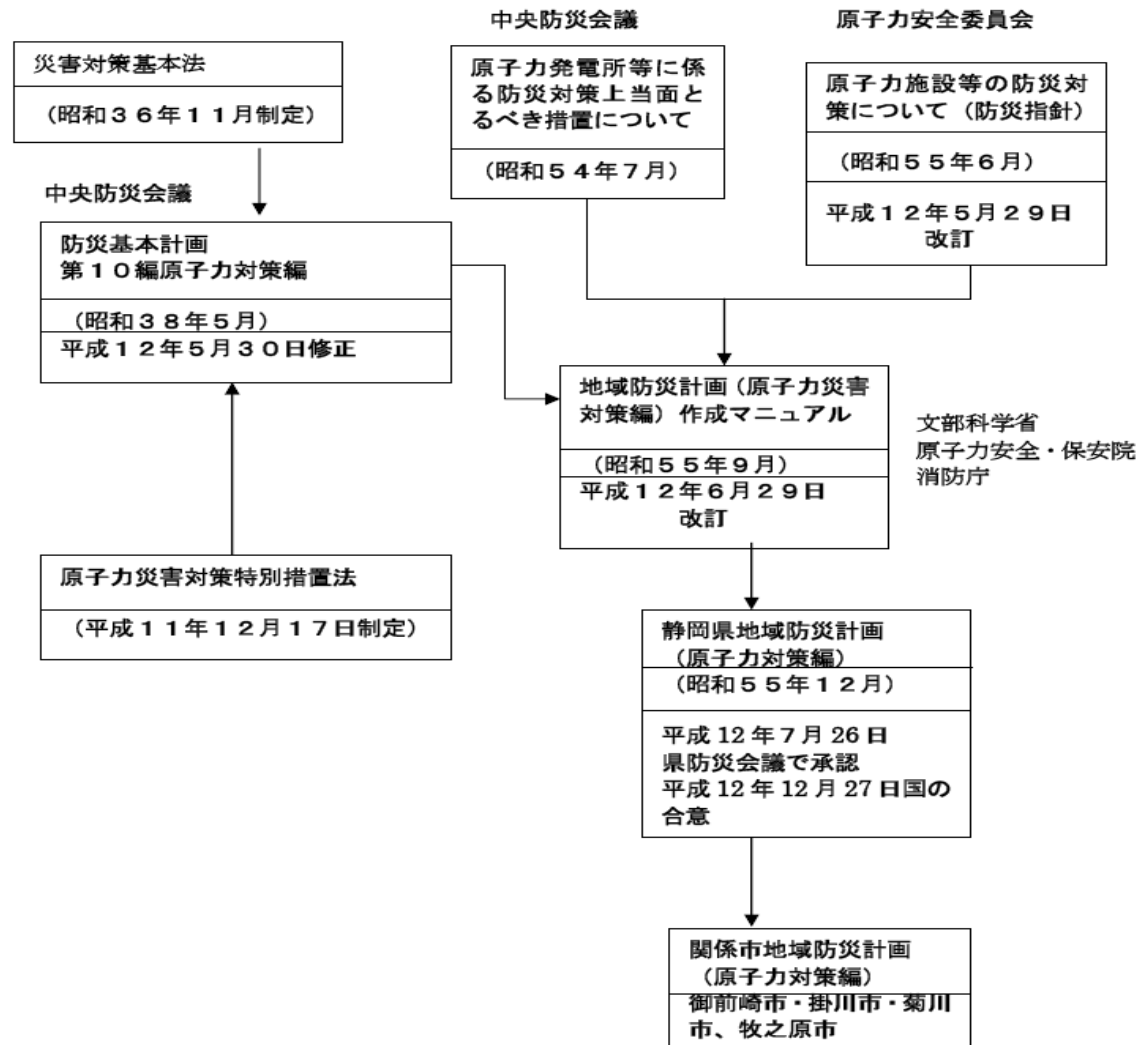 災害対策基本法
（昭和３６年１１月制定）
中央防災会議
原子力発電所等に係
る防災対策上当面と
るべき措置について
（昭和５４年７月）
原子力安全委員会
原子力施設等の防災対
策について（防災指針）
（昭和５５年６月）
平成１２年５月２９日
改訂
中央防災会議
防災基本計画
第１０編原子力対策編
（昭和３８年５月）
平成１２年５月３０日修正
地域防災計画（原子力災害
対策編）作成マニュアル
（昭和５５年９月）
平成１２年６月２９日
改訂
文部科学省
原子力安全・保安院
消防庁
原子力災害対策特別措置法
（平成１１年１２月１７日制定）
静岡県地域防災計画
（原子力対策編）
（昭和５５年１２月）
平成 12 年７月 26 日
県防災会議で承認
平成 12 年 12 月 27 日国の
合意
関係市地域防災計画
（原子力対策編）
御前崎市・掛川市・菊川
市、牧之原市